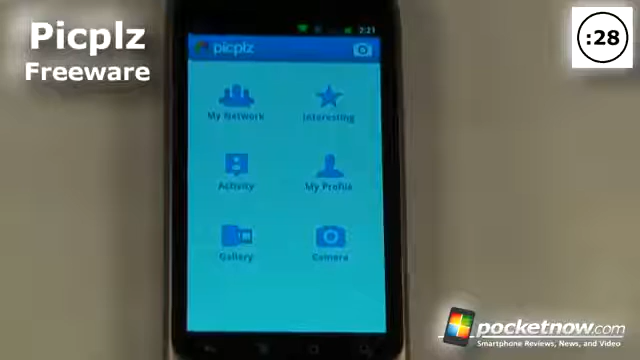 Picplz
Freeware
:28
2:21
picplz
My Network
Interesting
Activity
My Profile
Gallery
Camera
pocketnow.com
Smartphone Reviews, News, and Video